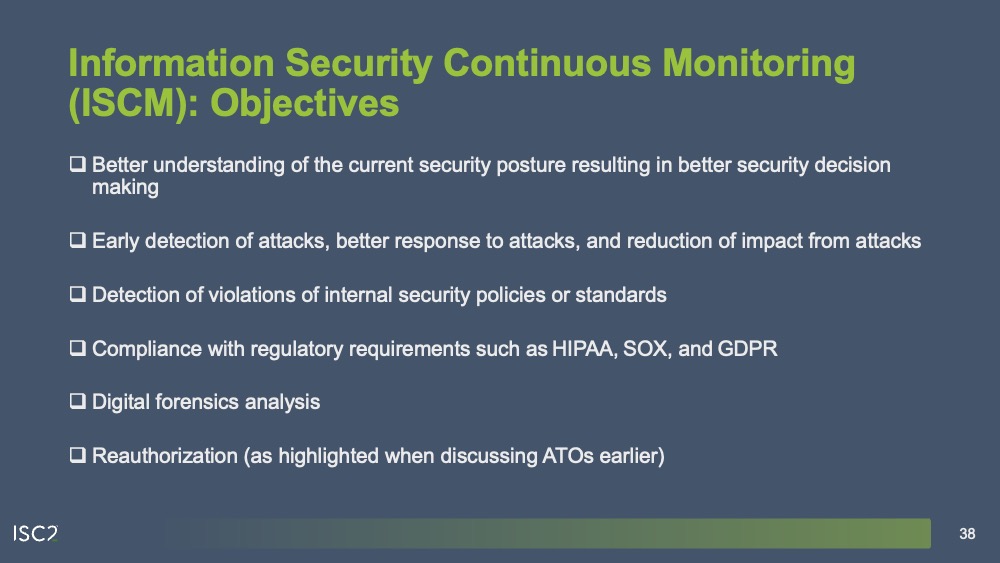 Information Security Continuous Monitoring
(ISCM): Objectives
❑ Better understanding of the current security posture resulting in better security decision
making
❑ Early detection of attacks, better response to attacks, and reduction of impact from attacks
❑ Detection of violations of internal security policies or standards
❑ Compliance with regulatory requirements such as HIPAA, SOX, and GDPR
❑ Digital forensics analysis
❑ Reauthorization (as highlighted when discussing ATOs earlier)
ISC2
38